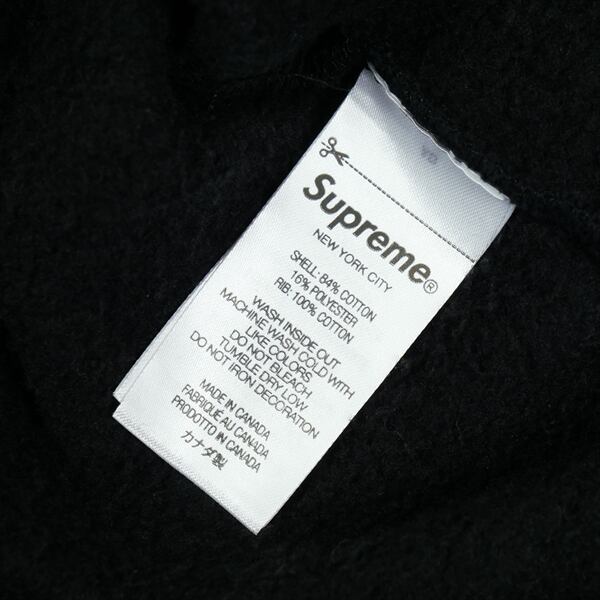 Supreme®
NEW YORK CITY
SHELL: 84% COTTON
16% POLYESTER
RIB: 100% COTTON
WASH INSIDE OUT
MACHINE WASH COLD WITH
LIKE COLORS
DO NOT BLEACH
TUMBLE DRY LOW
DO NOT IRON DECORATION
MADE IN CANADA
FABRIQUÉ AU CANADA
PRODOTTO IN CANADA
カナダ製